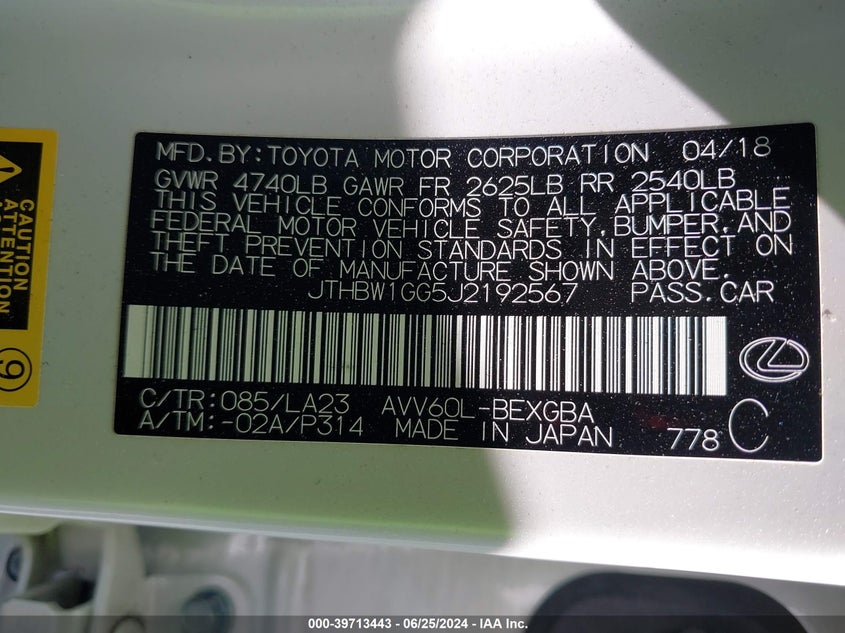 MFD.BY:TOYOTA MOTOR CORPORATION 04/18
GVWR 4740LB GAWR FR 2625LB RR 2540LB
THIS VEHICLE CONFORMS TO ALL APPLICABLE
FEDERAL MOTOR VEHICLE SAFETY,BUMPER,AND
THEFT PREVENTION STANDARDS IN EFFECT ON
THE DATE OF MANUFACTURE SHOWN ABOVE.
JTHBW1GG5J2192567 PASS.CAR
C/TR:085/LA23 AVV60L-BEXGBA
A/TM:-02A/P314 MADE IN JAPAN 778 C
CAUTION
ATTENTION
9
000-39713443 / 06/25/2024 - IAA Inc.